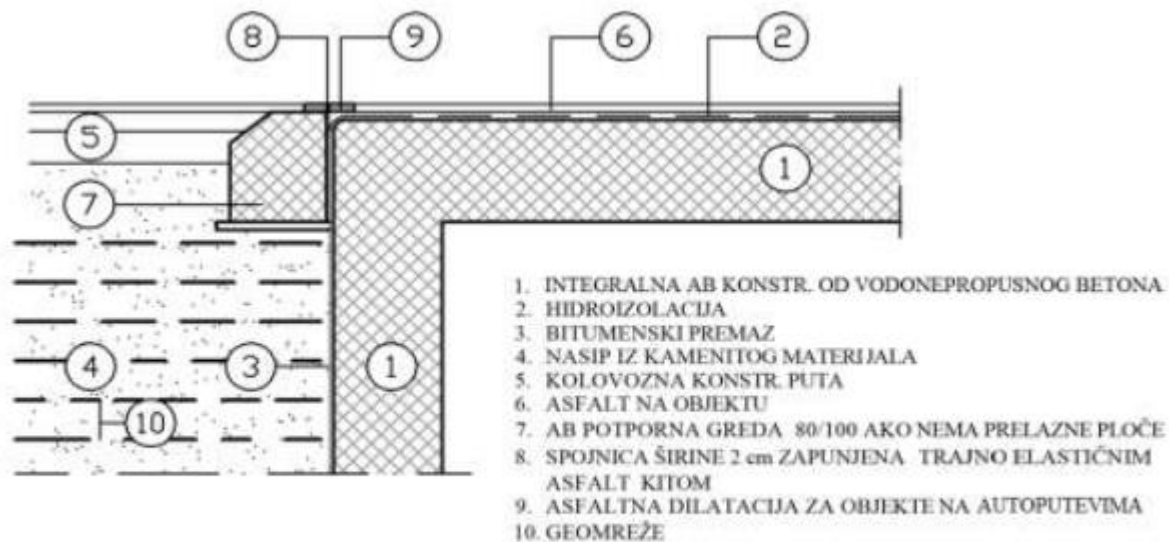 8
9
6
2
5
1
7
1. INTEGRALNA AB KONSTR. OD VODONEPROPUSNOG BETONA
2. HIDROIZOLACIJA
3. BITUMENSKI PREMAZ
4. NASIP IZ KAMENITOG MATERIJALA
4
3
1
5. KOLOVOZNA KONSTR. PUTA
6. ASFALT NA OBJEKTU
10
7. AB POTPORNA GREDA 80/100 AKO NEMA PRELAZNE PLOČE
8. SPOJNICA ŠIRINE 2 cm ZAPUNJENA TRAJNO ELASTIČNIM
ASFALT KITOM
9. ASFALTNA DILATACIJA ZA OBJEKTE NA AUTOPUTEVIMA
10. GEOMREŽE